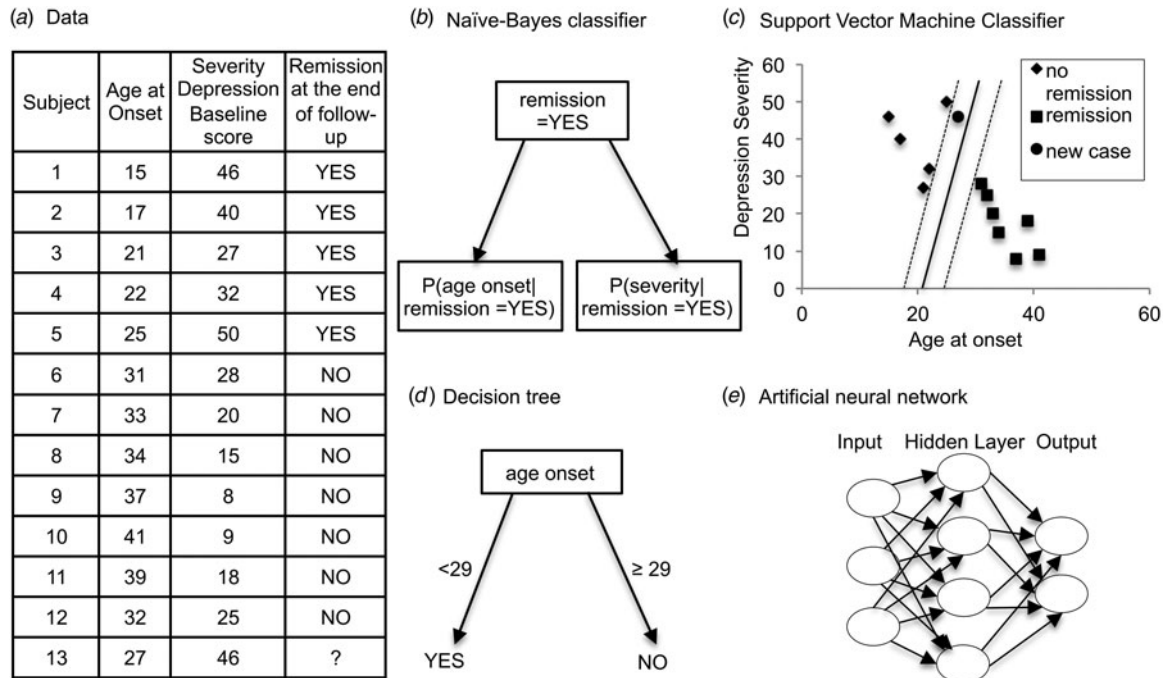 (a) Data
Subject
Age at
Onset
Severity
Depression
Baseline
score
Remission
at the end
of follow-
up
1 15 46 YES
2 17 40 YES
3 21 27 YES
4 22 32 YES
5 25 50 YES
6 31 28 NO
7 33 20 NO
8 34 15 NO
9 37 8 NO
10 41 9 NO
11 39 18 NO
12 32 25 NO
13 27 46 ?
(b) Naïve-Bayes classifier
remission
=YES
P(age onset|
remission =YES)
P(severity|
remission =YES)
(c) Support Vector Machine Classifier
Depression Severity
60
50
40
30
20
10
0
0 20 40 60
Age at onset
no
remission
remission
new case
(d) Decision tree
age onset
<29
≥ 29
YES
NO
(e) Artificial neural network
Input Hidden Layer Output